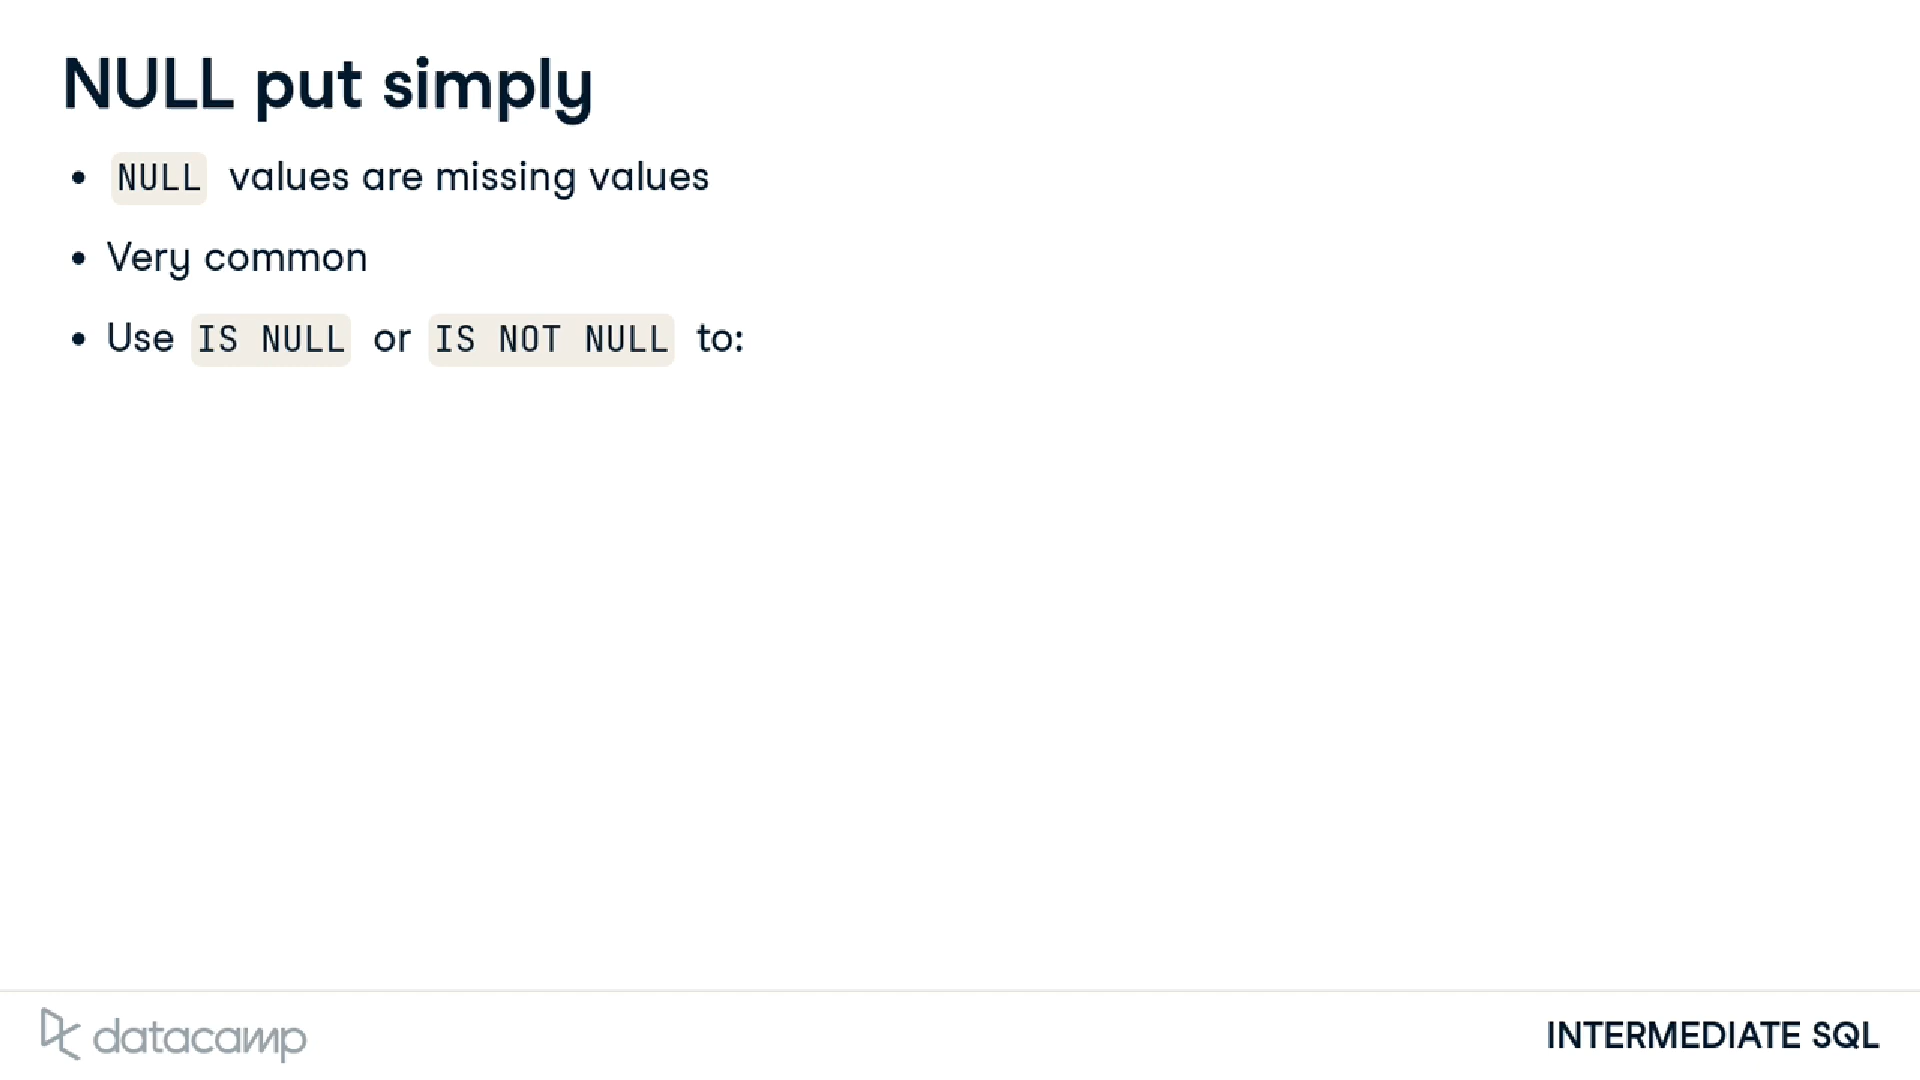 NULL put simply
• NULL values are missing values
• Very common
• Use IS NULL or IS NOT NULL to:
datacamp
INTERMEDIATE SQL